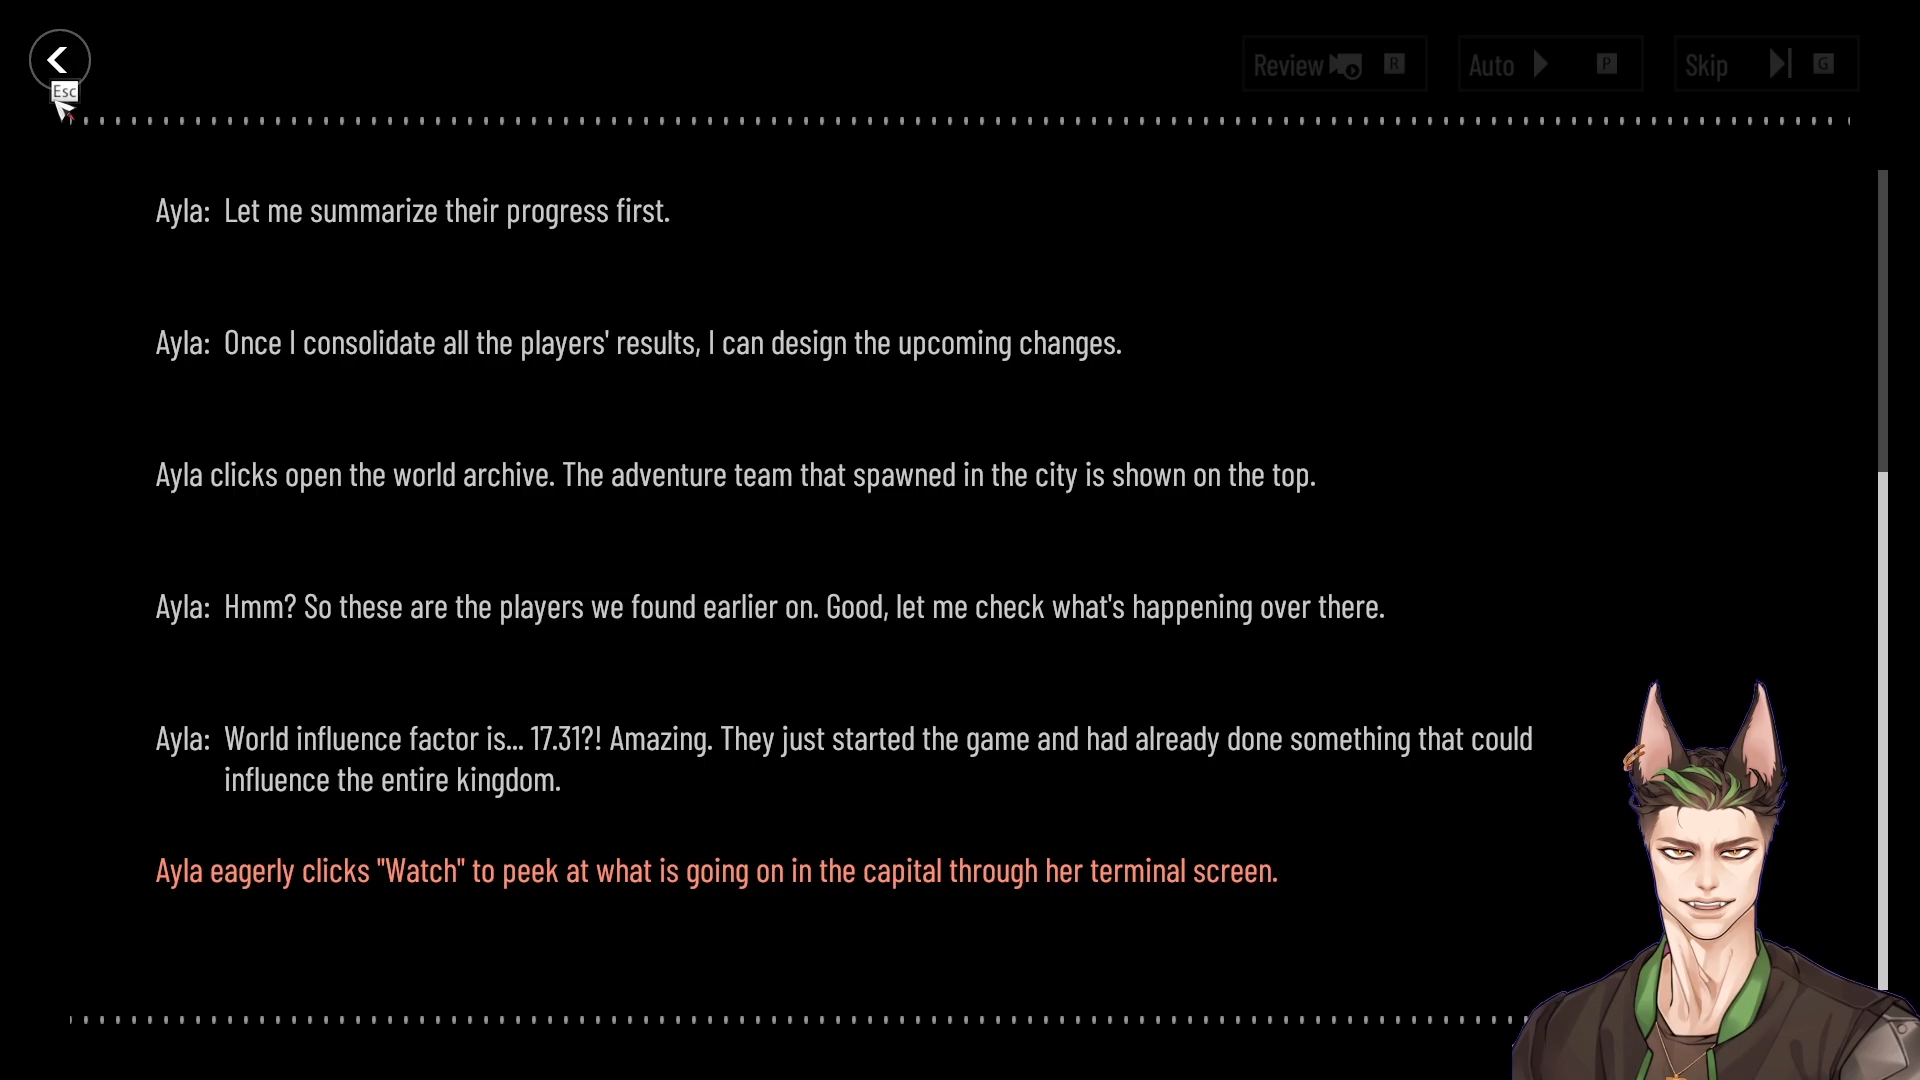 Review R Auto P Skip G
Esc
Ayla: Let me summarize their progress first.
Ayla: Once I consolidate all the players' results, I can design the upcoming changes.
Ayla clicks open the world archive. The adventure team that spawned in the city is shown on the top.
Ayla: Hmm? So these are the players we found earlier on. Good, let me check what's happening over there.
Ayla: World influence factor is... 17.31?! Amazing. They just started the game and had already done something that could
influence the entire kingdom.
Ayla eagerly clicks "Watch" to peek at what is going on in the capital through her terminal screen.